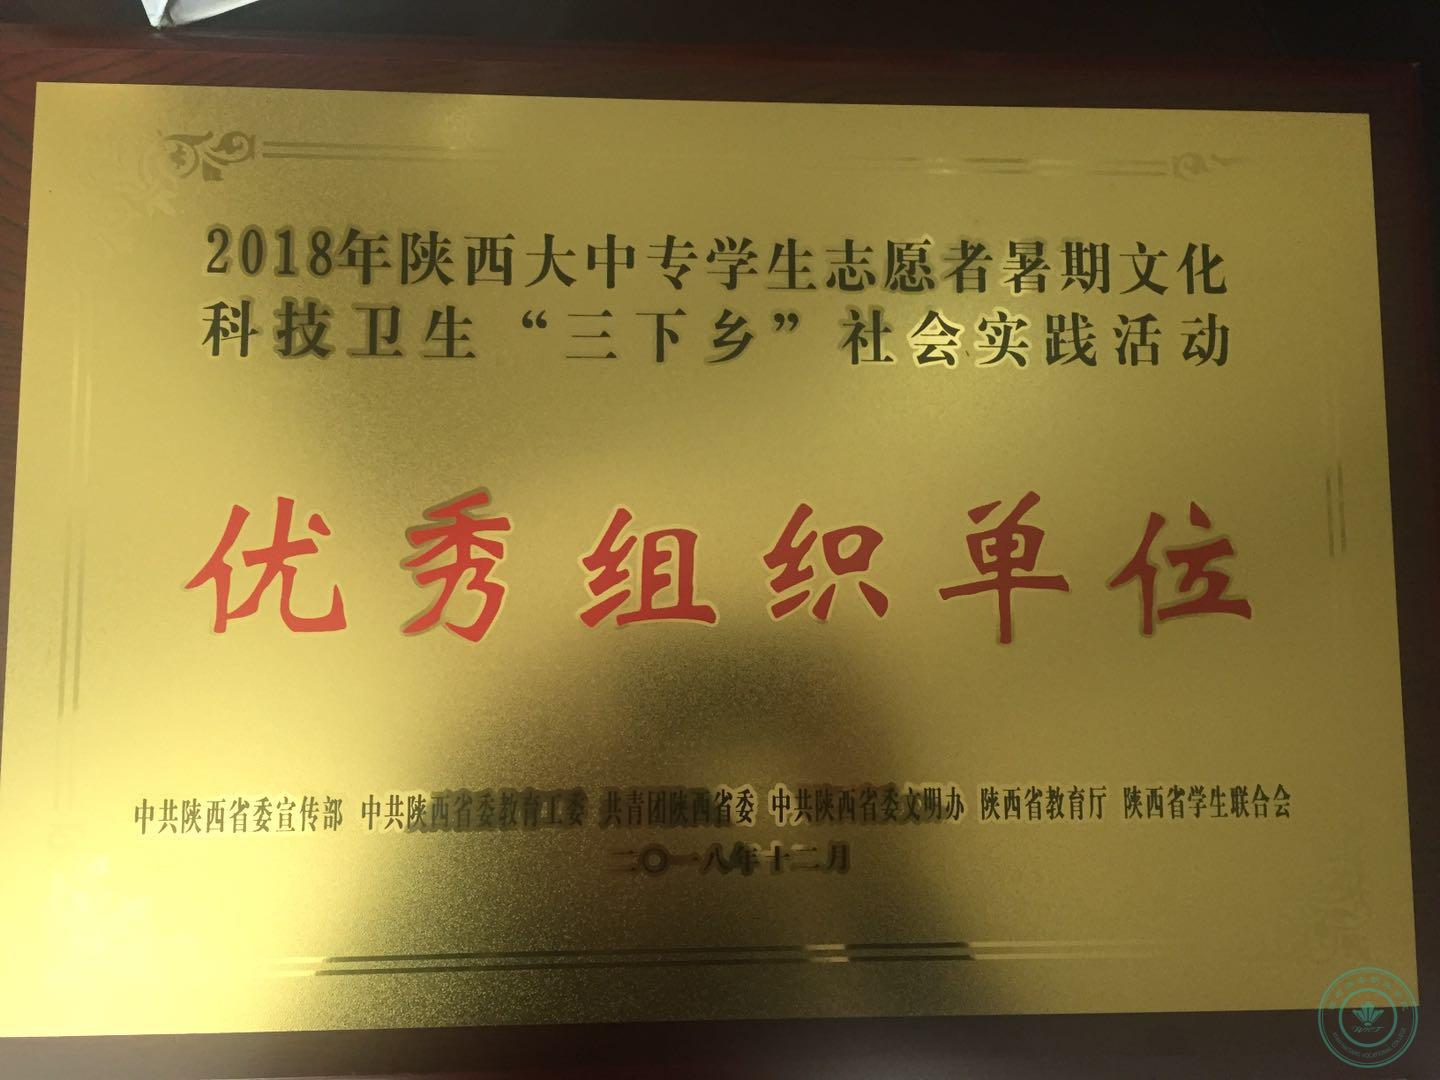 2018年陕西大中专学生志愿者暑期文化
科技卫生“三下乡”社会实践活动
优秀组织单位
中共陕西省委宣传部 中共陕西省委教育工委 共青团陕西省委 中共陕西省委文明办 陕西省教育厅 陕西省学生联合会
二〇一八年十二月